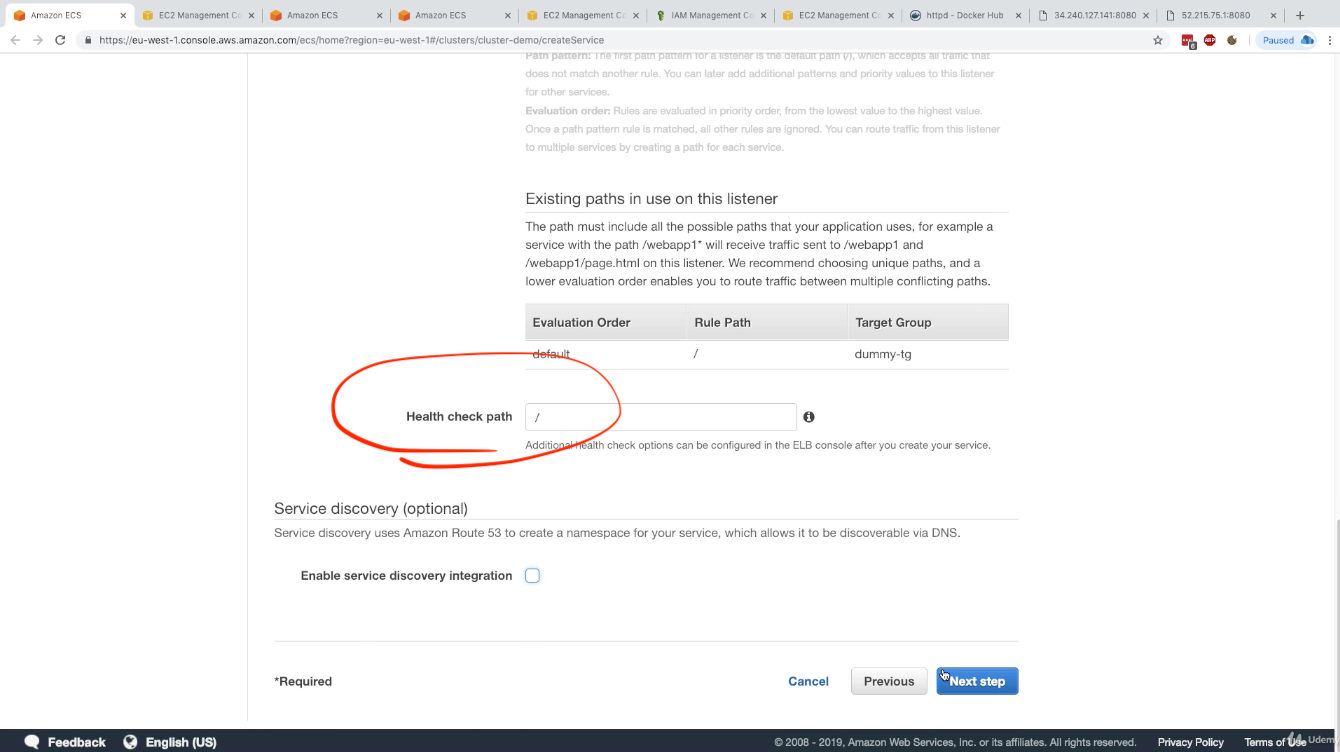 Amazon ECS
EC2 Management Co
Amazon ECS
Amazon ECS
EC2 Management Co
IAM Management Co
EC2 Management Co
httpd - Docker Hub
34.240.127.141:8080
52.215.75.1:8080
https://eu-west-1.console.aws.amazon.com/ecs/home?region=eu-west-1#/clusters/cluster-demo/createService
6
ABP
Paused
Path pattern: The first path pattern for a listener is the default path (/), which accepts all traffic that
does not match another rule. You can later add additional patterns and priority values to this listener
for other services.
Evaluation order: Rules are evaluated in priority order, from the lowest value to the highest value.
Once a path pattern rule is matched, all other rules are ignored. You can route traffic from this listener
to multiple services by creating a path for each service.
Existing paths in use on this listener
The path must include all the possible paths that your application uses, for example a
service with the path /webapp1* will receive traffic sent to /webapp1 and
/webapp1/page.html on this listener. We recommend choosing unique paths, and a
lower evaluation order enables you to route traffic between multiple conflicting paths.
Evaluation Order Rule Path Target Group
default / dummy-tg
Health check path /
Additional health check options can be configured in the ELB console after you create your service.
Service discovery (optional)
Service discovery uses Amazon Route 53 to create a namespace for your service, which allows it to be discoverable via DNS.
Enable service discovery integration
*Required Cancel Previous Next step
Feedback English (US) © 2008 - 2019, Amazon Web Services, Inc. or its affiliates. All rights reserved. Privacy Policy Terms of Use